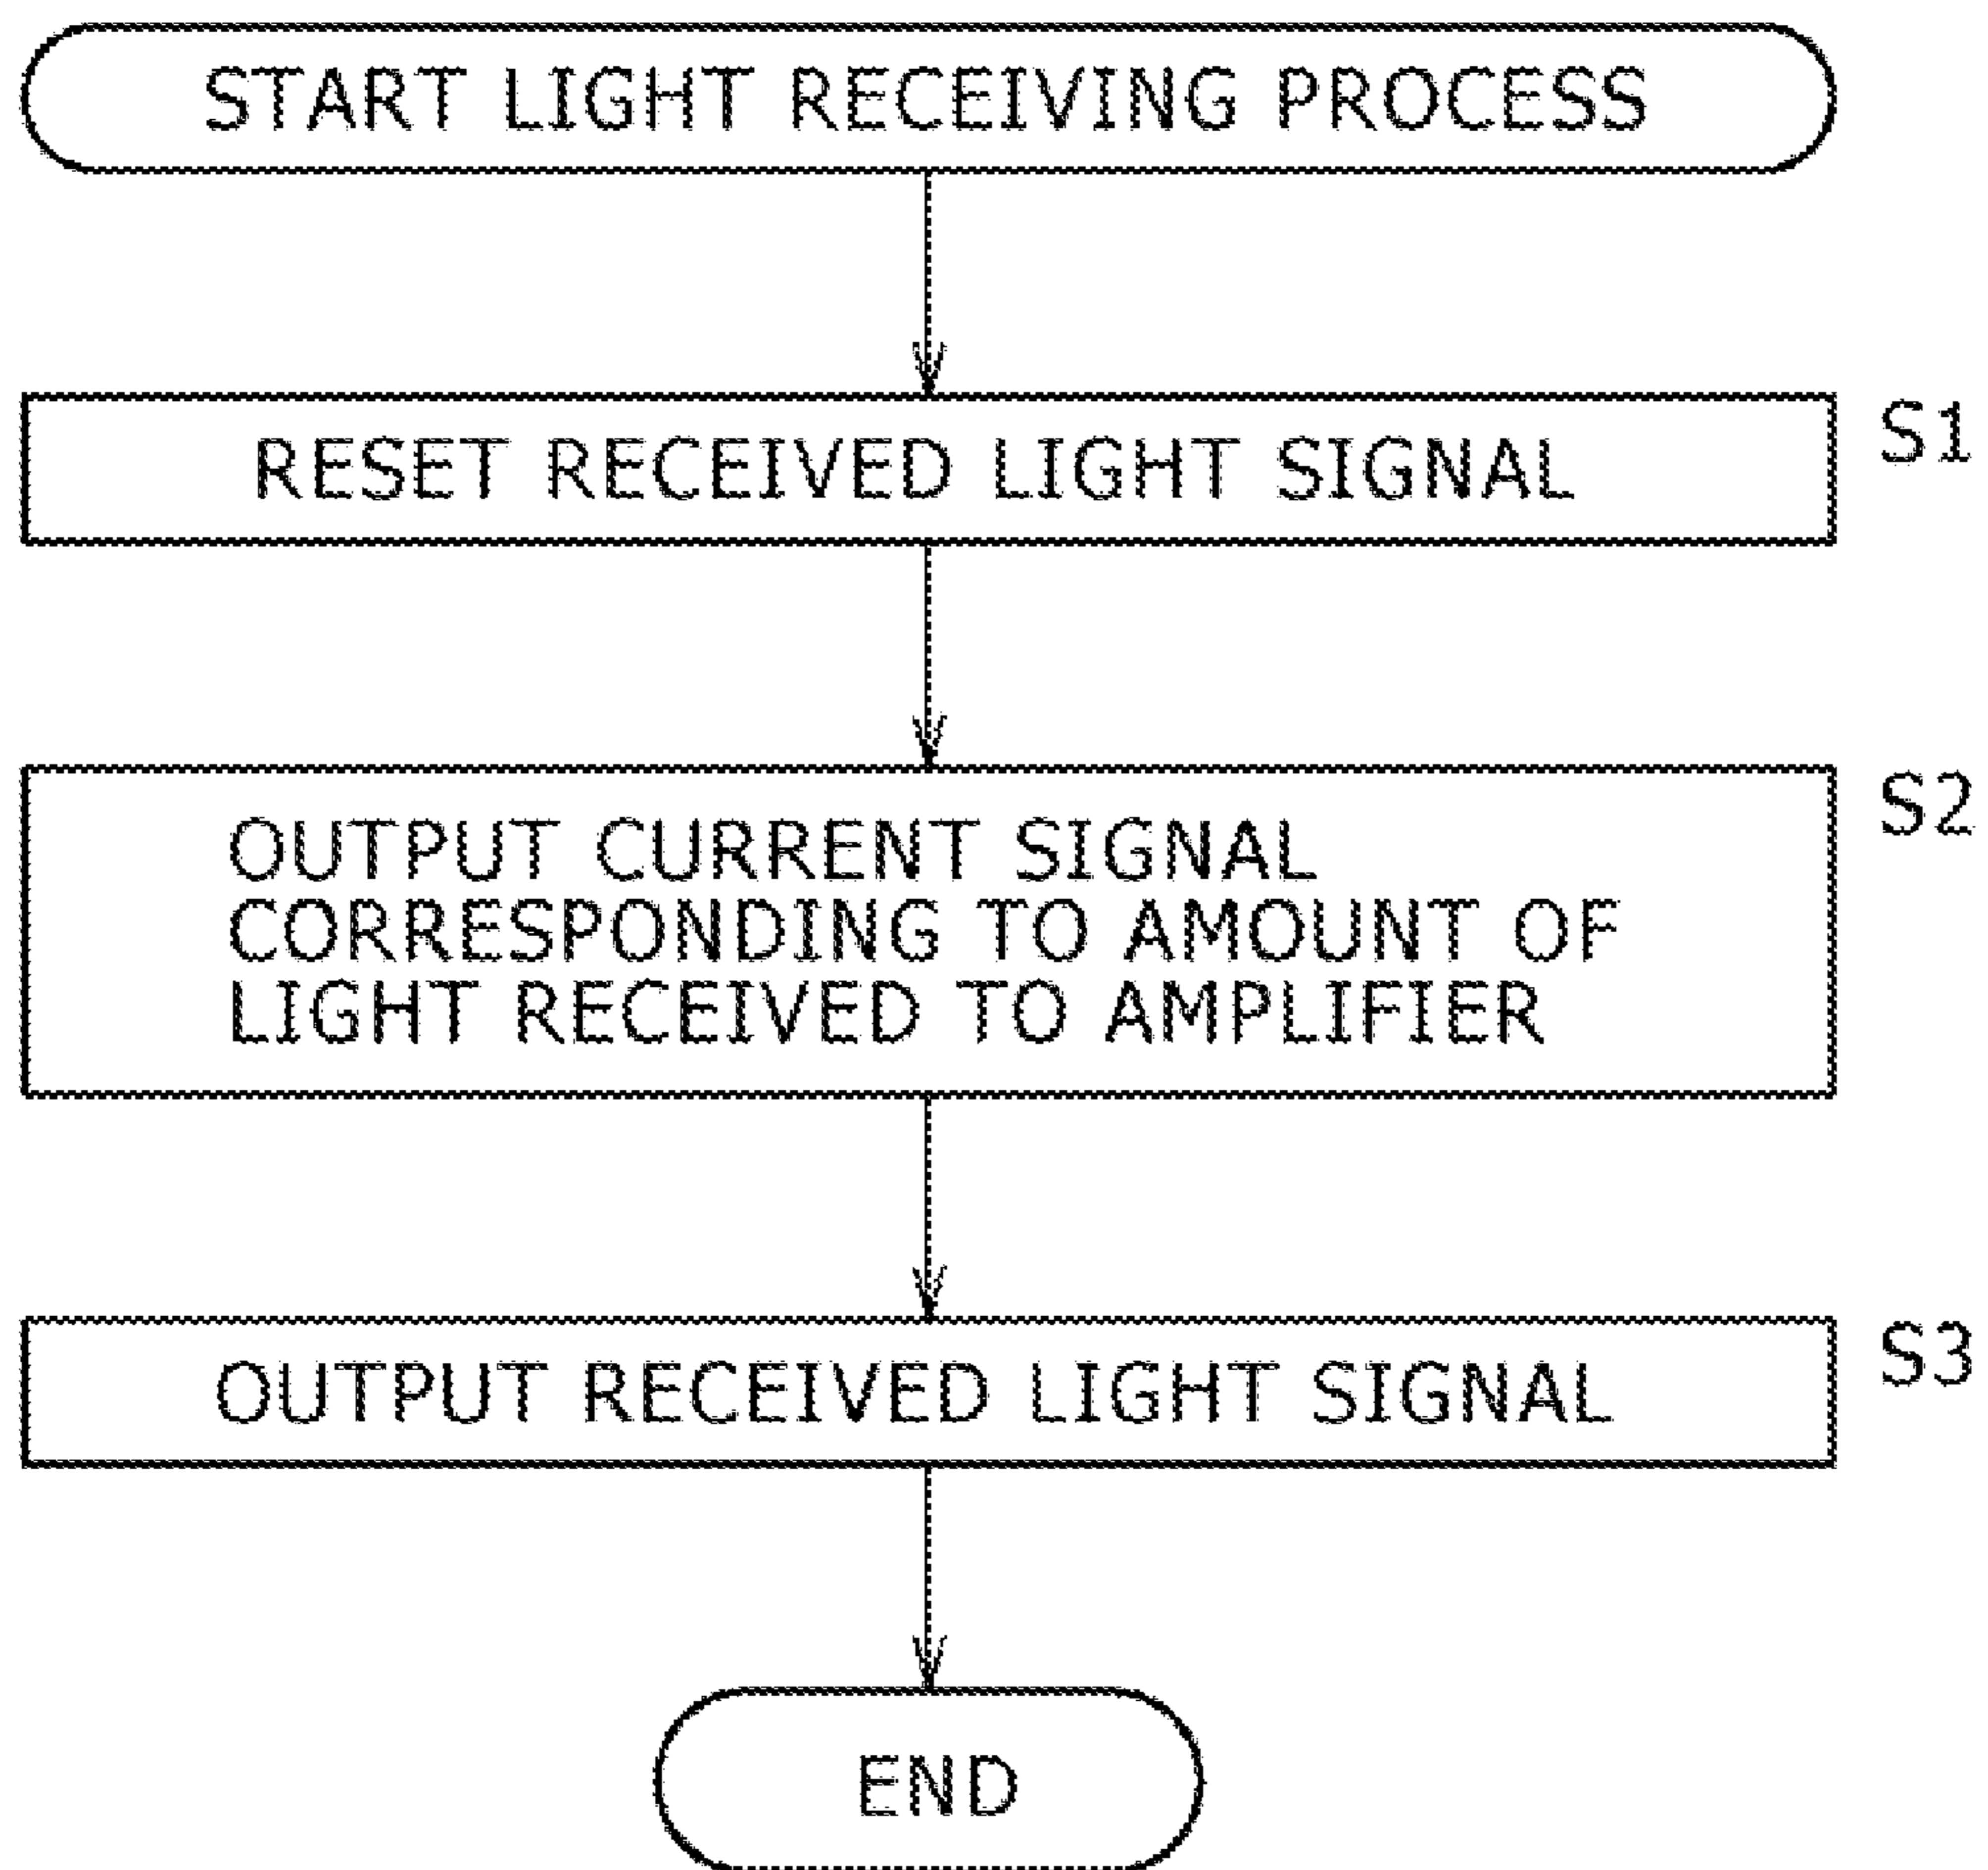 START LIGHT RECEIVING PROCESS
RESET RECEIVED LIGHT SIGNAL
S1
OUTPUT CURRENT SIGNAL
CORRESPONDING TO AMOUNT OF
LIGHT RECEIVED TO AMPLIFIER
S2
OUTPUT RECEIVED LIGHT SIGNAL
S3
END